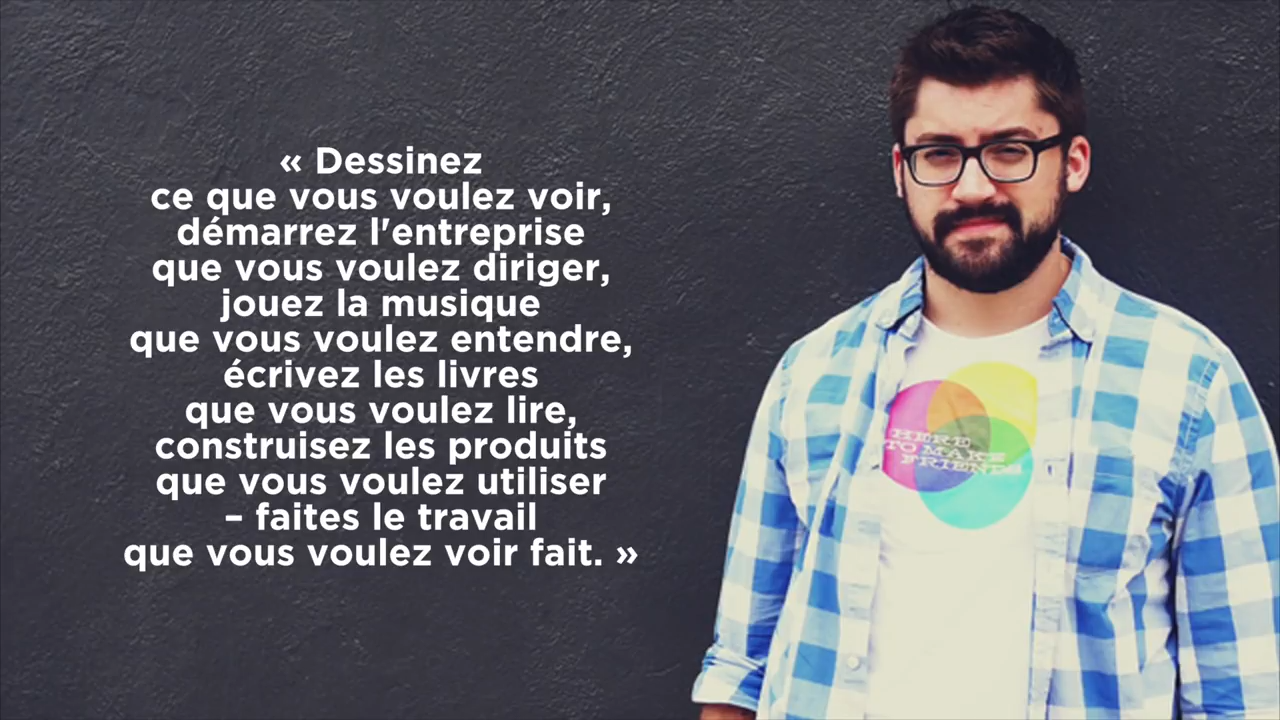 « Dessinez
ce que vous voulez voir,
démarrez l'entreprise
que vous voulez diriger,
jouez la musique
que vous voulez entendre,
écrivez les livres
que vous voulez lire,
construisez les produits
que vous voulez utiliser
– faites le travail
que vous voulez voir fait. »
HERE
TO MAKE
FRIENDS